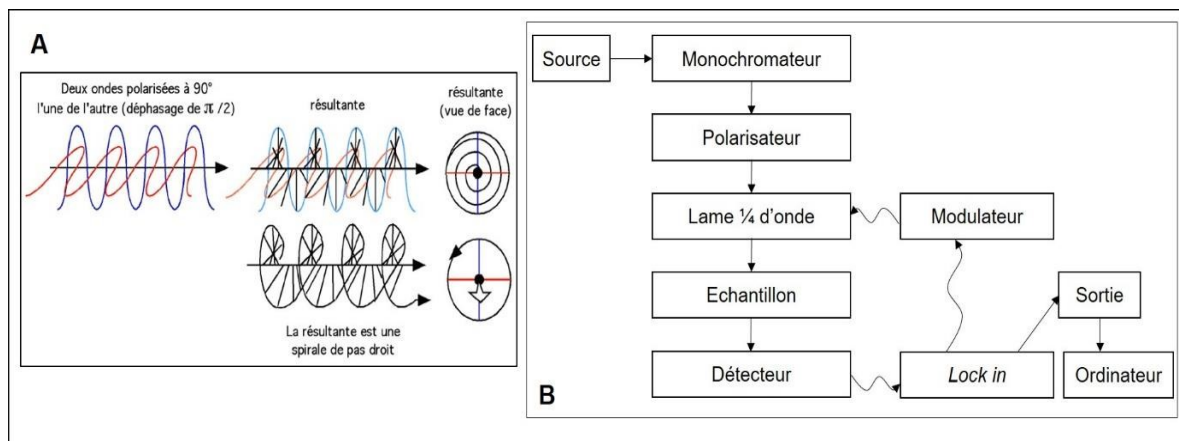 A
Deux ondes polarisées à 90°
l'une de l'autre (déphasage de π /2)
résultante
résultante
(vue de face)
La résultante est une
spirale de pas droit
Source
Monochromateur
Polarisateur
Lame ¼ d'onde
Modulateur
Echantillon
Sortie
Détecteur
Lock in
Ordinateur
B